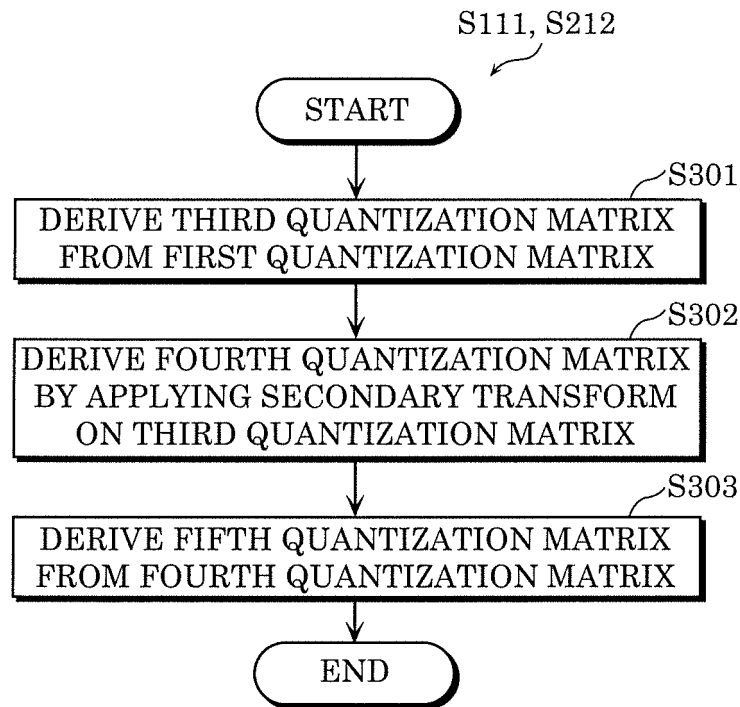 S111, S212
START
S301
DERIVE THIRD QUANTIZATION MATRIX
FROM FIRST QUANTIZATION MATRIX
S302
DERIVE FOURTH QUANTIZATION MATRIX
BY APPLYING SECONDARY TRANSFORM
ON THIRD QUANTIZATION MATRIX
S303
DERIVE FIFTH QUANTIZATION MATRIX
FROM FOURTH QUANTIZATION MATRIX
END